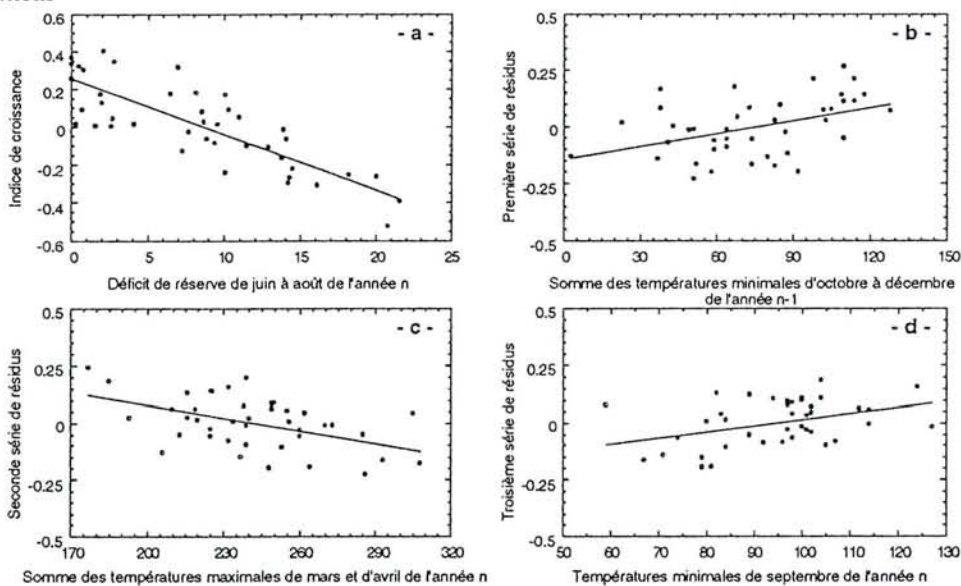 - a -
Indice de croissance
0.6
0.4
0.2
0
-0.2
-0.4
-0.6
0 5 10 15 20 25
Déficit de réserve de juin à août de l'année n
- b -
Première série de résidus
0.5
0.25
0
-0.25
-0.5
0 30 60 90 120 150
Somme des températures minimales d'octobre à décembre
de l'année n-1
- c -
Seconde série de résidus
0.5
0.25
0
-0.25
-0.5
170 200 230 260 290 320
Somme des températures maximales de mars et d'avril de l'année n
- d -
Troisième série de résidus
0.5
0.25
0
-0.25
-0.5
50 60 70 80 90 100 110 120 130
Températures minimales de septembre de l'année n